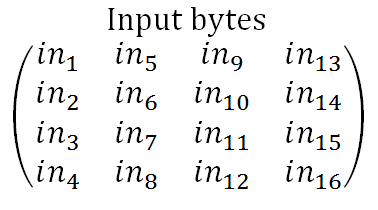 Input bytes
in₁ in₅ in₉ in₁₃
in₂ in₆ in₁₀ in₁₄
in₃ in₇ in₁₁ in₁₅
in₄ in₈ in₁₂ in₁₆